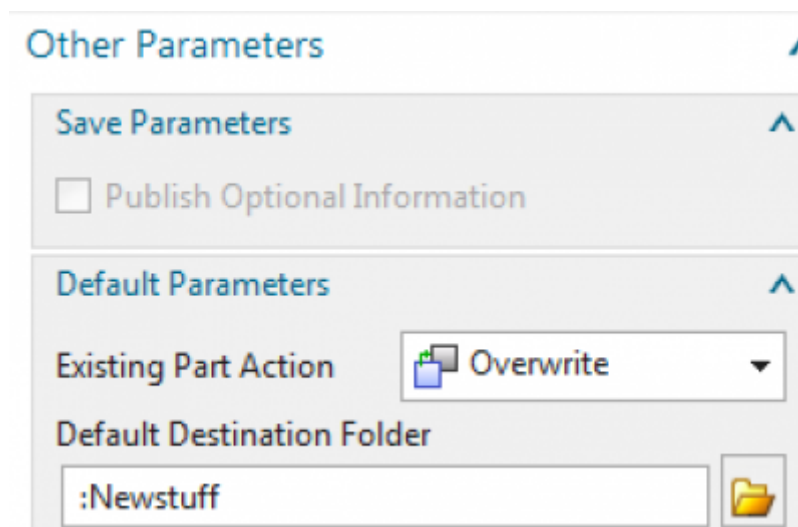 Other Parameters
Save Parameters
Publish Optional Information
Default Parameters
Existing Part Action Overwrite
Default Destination Folder
:Newstuff